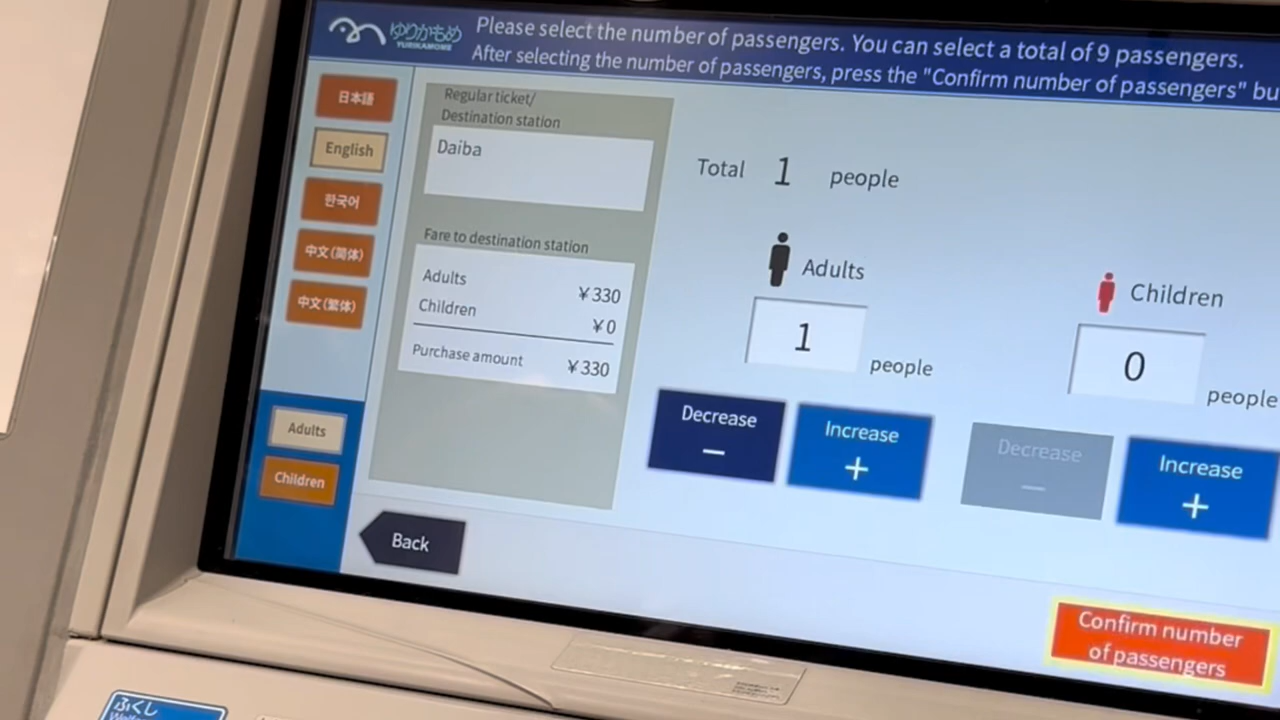 ゆりかもめ
YURIKAMOME
Please select the number of passengers. You can select a total of 9 passengers.
After selecting the number of passengers, press the "Confirm number of passengers" bu
日本語
English
한국어
中文(简体)
中文(繁体)
Adults
Children
Regular ticket/
Destination station
Daiba
Fare to destination station
Adults ¥330
Children ¥0
Purchase amount ¥330
Total 1 people
Adults
1 people
Decrease
−
Increase
+
Children
0 people
Decrease
−
Increase
+
Back
Confirm number
of passengers
ふくし